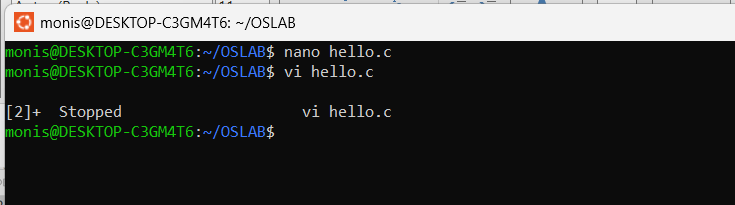 monis@DESKTOP-C3GM4T6: ~/OSLAB
monis@DESKTOP-C3GM4T6:~/OSLAB$ nano hello.c
monis@DESKTOP-C3GM4T6:~/OSLAB$ vi hello.c
[2]+  Stopped                 vi hello.c
monis@DESKTOP-C3GM4T6:~/OSLAB$